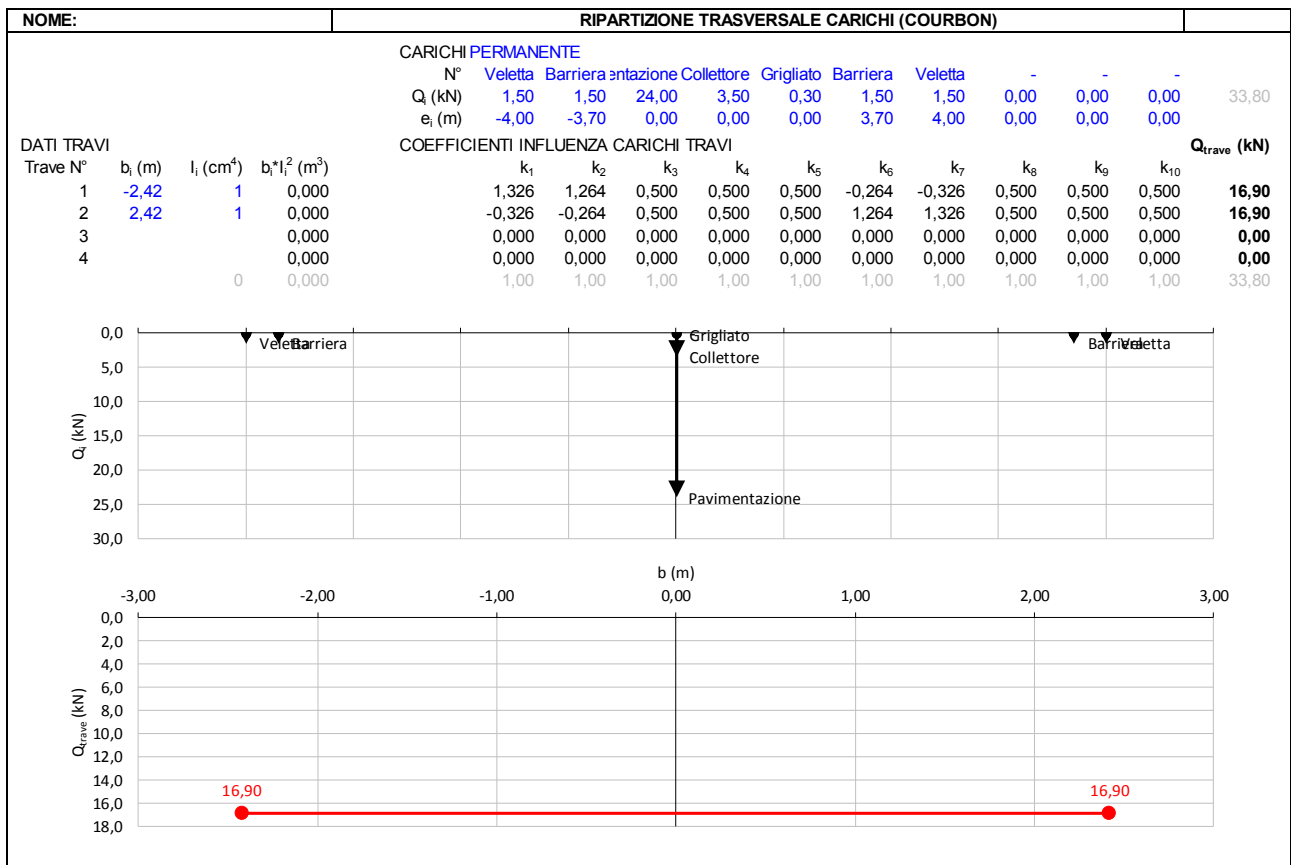 NOME: RIPARTIZIONE TRASVERSALE CARICHI (COURBON)
CARICHI PERMANENTE
N° Veletta Barriera entazione Collettore Grigliato Barriera Veletta - - -
Qi (kN) 1,50 1,50 24,00 3,50 0,30 1,50 1,50 0,00 0,00 0,00 33,80
ei (m) -4,00 -3,70 0,00 0,00 0,00 3,70 4,00 0,00 0,00 0,00
DATI TRAVI COEFFICIENTI INFLUENZA CARICHI TRAVI Qtrave (kN)
Trave N° bi (m) Ii (cm⁴) bi*Ii² (m³) k1 k2 k3 k4 k5 k6 k7 k8 k9 k10
1 -2,42 1 0,000 1,326 1,264 0,500 0,500 0,500 -0,264 -0,326 0,500 0,500 0,500 16,90
2 2,42 1 0,000 -0,326 -0,264 0,500 0,500 0,500 1,264 1,326 0,500 0,500 0,500 16,90
3 0,000 0,000 0,000 0,000 0,000 0,000 0,000 0,000 0,000 0,000 0,000 0,00
4 0,000 0,000 0,000 0,000 0,000 0,000 0,000 0,000 0,000 0,000 0,000 0,00
0 0,000 1,00 1,00 1,00 1,00 1,00 1,00 1,00 1,00 1,00 1,00 33,80
0,0
5,0
10,0
15,0
20,0
25,0
30,0
Qi (kN)
Veletta Barriera
Grigliato
Collettore
Pavimentazione
Barriera Veletta
b (m)
-3,00 -2,00 -1,00 0,00 1,00 2,00 3,00
0,0
2,0
4,0
6,0
8,0
10,0
12,0
14,0
16,0
18,0
Qtrave (kN)
16,90 16,90